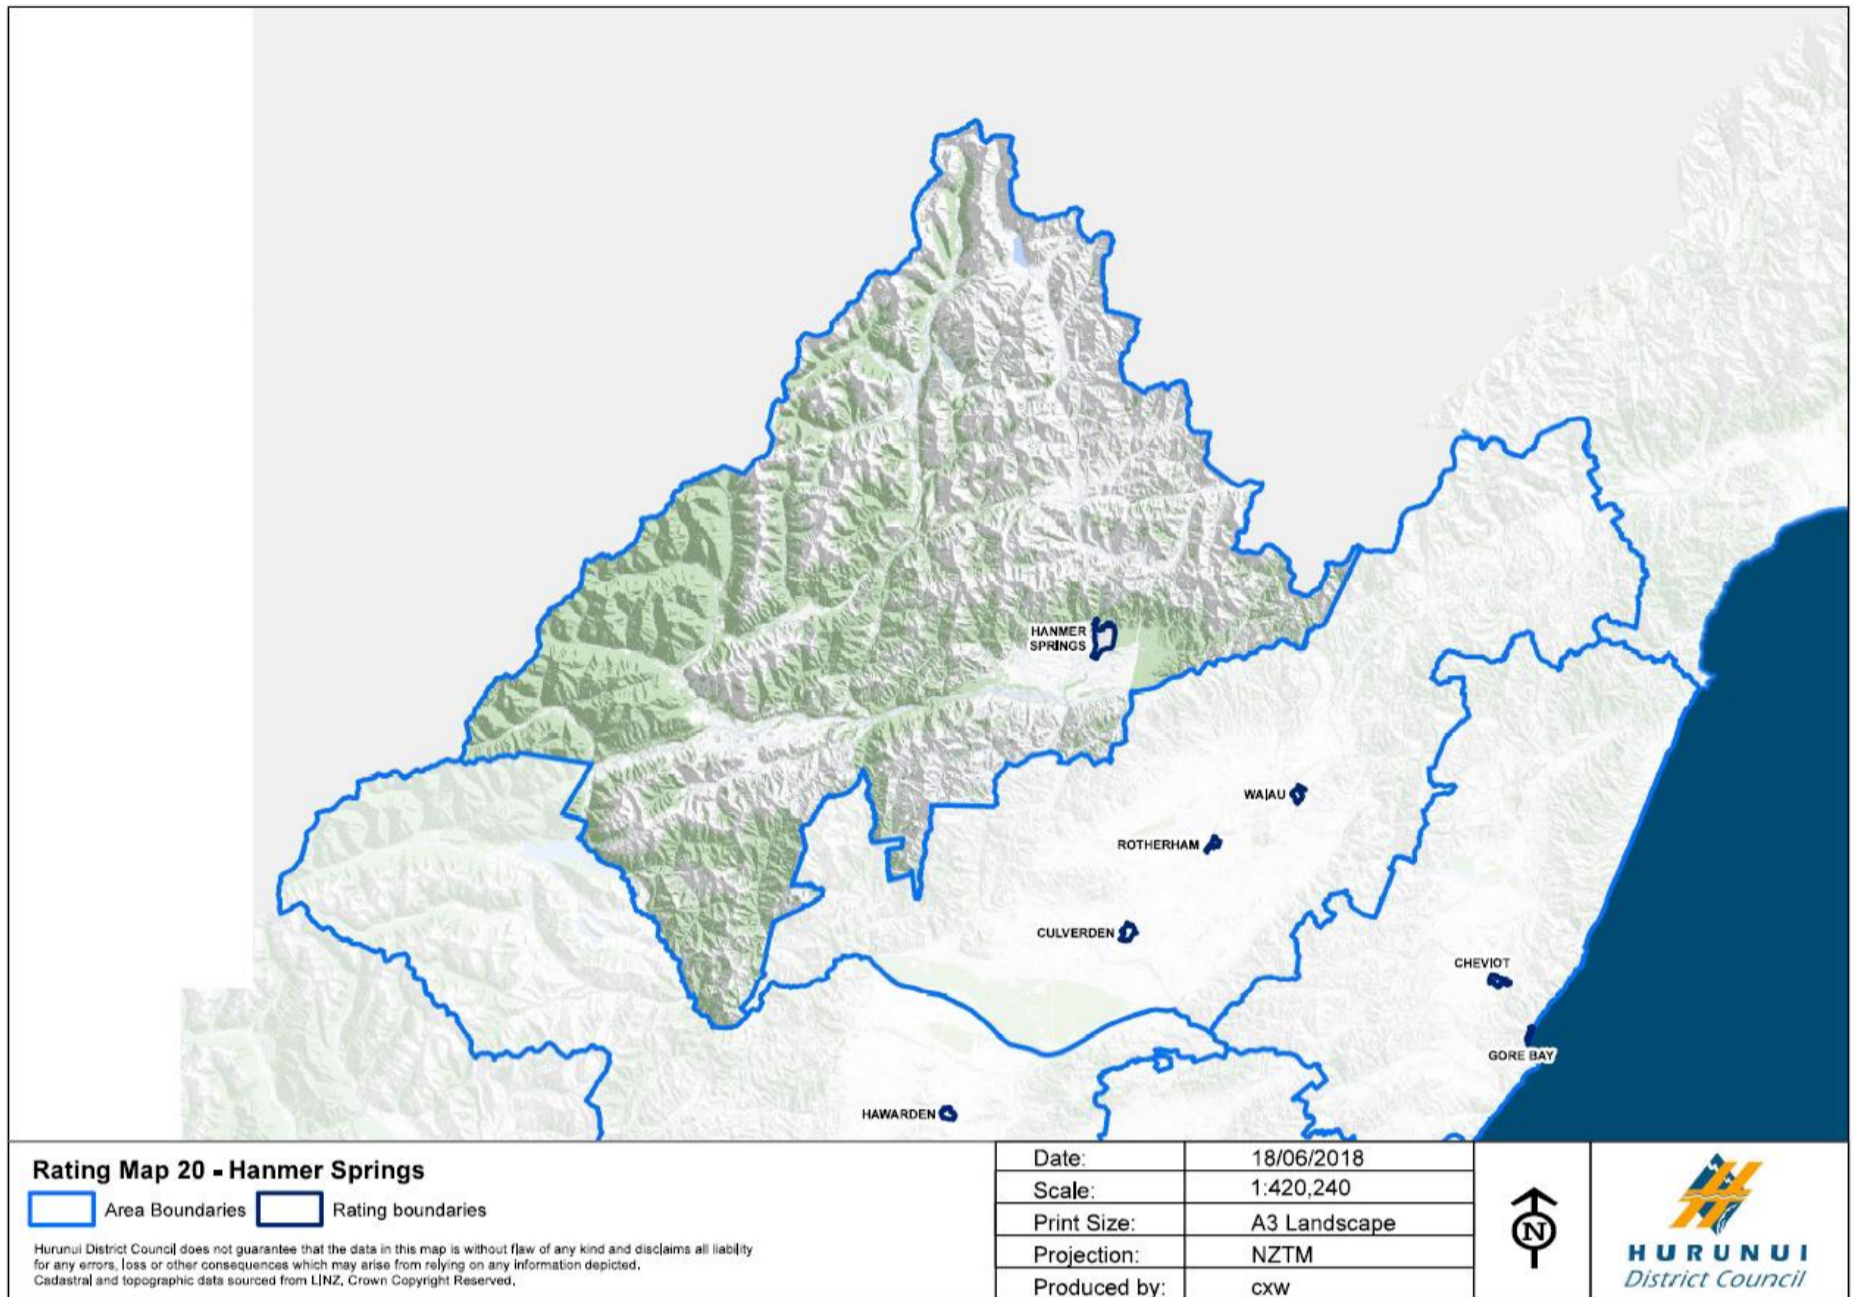 HANMER
SPRINGS
WAIAU
ROTHERHAM
CULVERDEN
CHEVIOT
GORE BAY
HAWARDEN
Rating Map 20 - Hanmer Springs
Area Boundaries Rating boundaries
Hurunui District Council does not guarantee that the data in this map is without flaw of any kind and disclaims all liability
for any errors, loss or other consequences which may arise from relying on any information depicted.
Cadastral and topographic data sourced from LINZ, Crown Copyright Reserved.
Date: 18/06/2018
Scale: 1:420,240
Print Size: A3 Landscape
Projection: NZTM
Produced by: cxw
N
HURUNUI
District Council